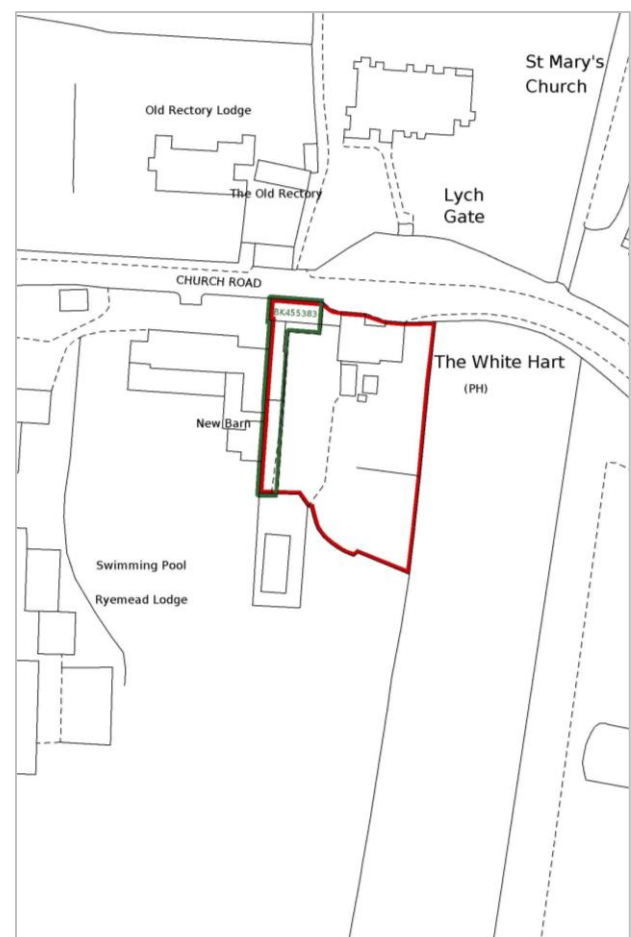 St Mary's
Church
Old Rectory Lodge
The Old Rectory
Lych
Gate
CHURCH ROAD
BK455383
The White Hart
(PH)
New Barn
Swimming Pool
Ryemead Lodge